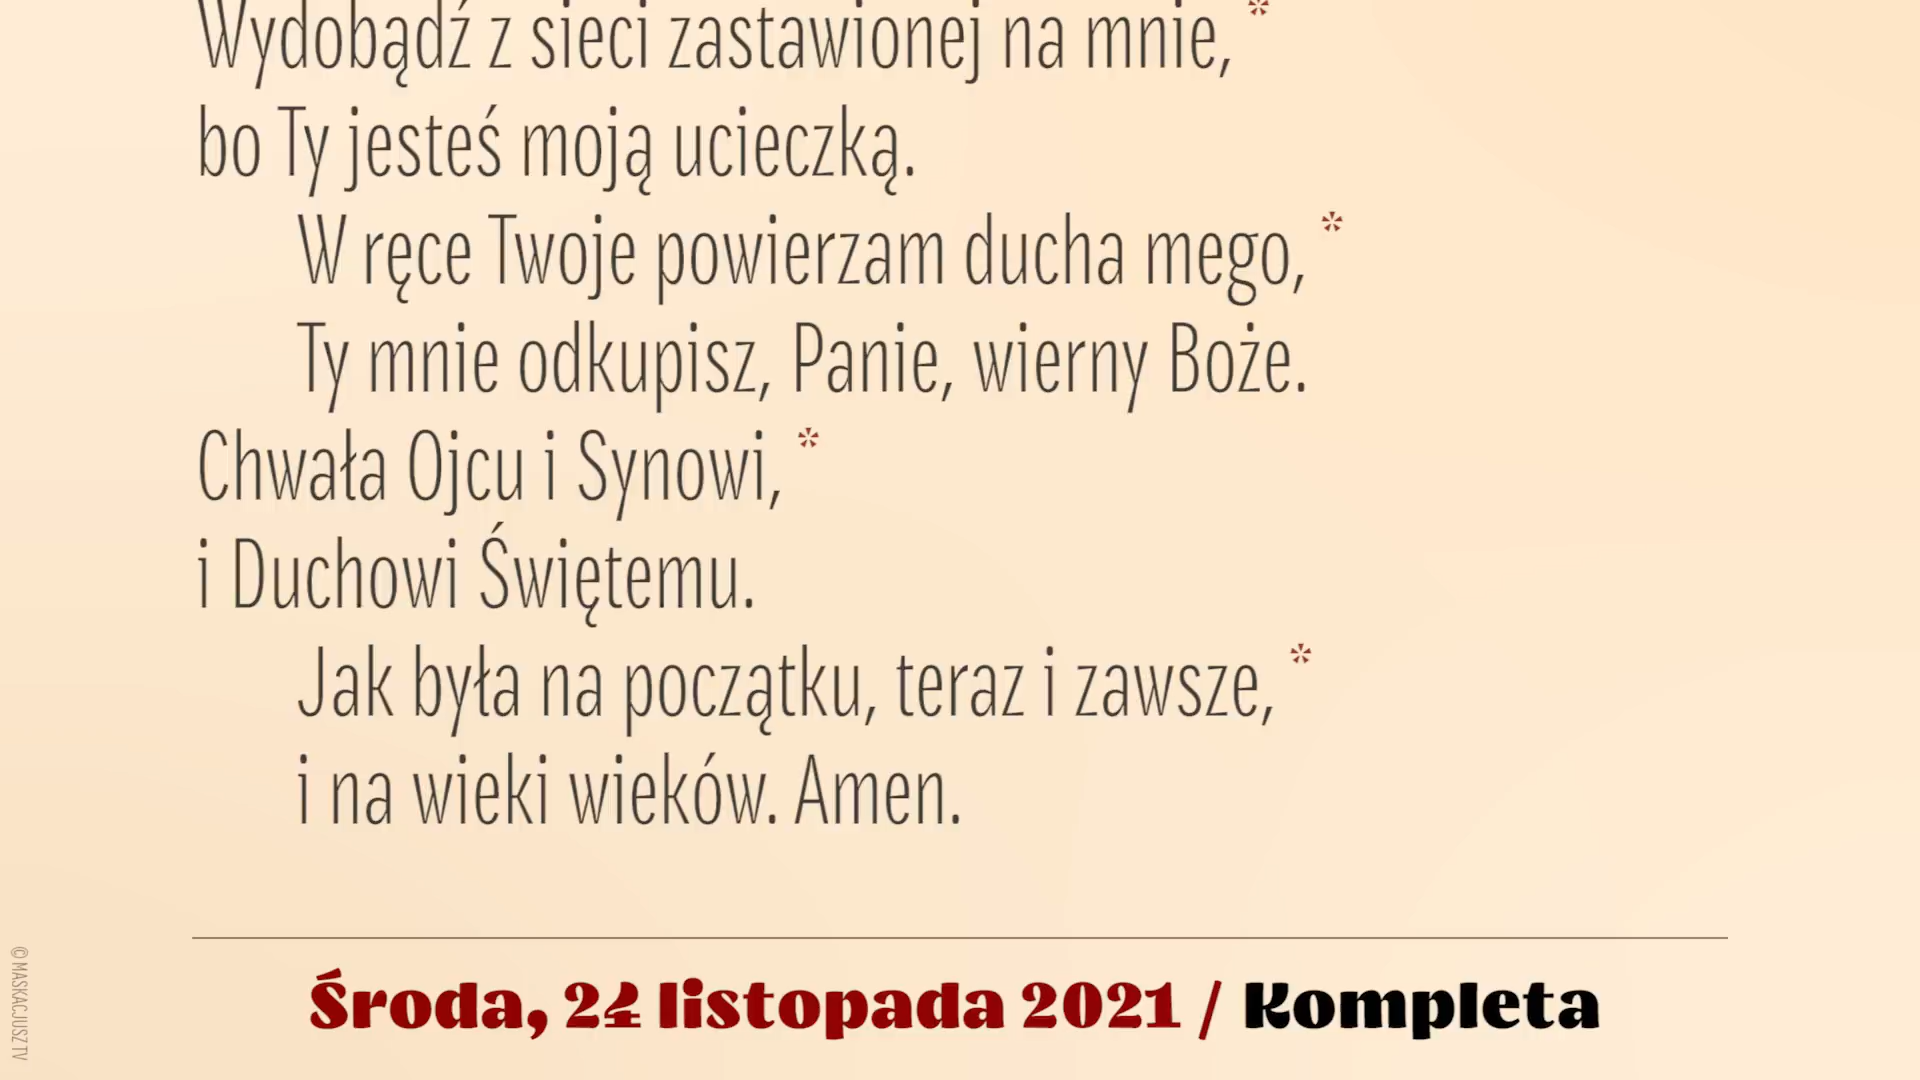 Wydobądź z sieci zastawionej na mnie, *
bo Ty jesteś moją ucieczką.
W ręce Twoje powierzam ducha mego, *
Ty mnie odkupisz, Panie, wierny Boże.
Chwała Ojcu i Synowi, *
i Duchowi Świętemu.
Jak była na początku, teraz i zawsze, *
i na wieki wieków. Amen.
Środa, 24 listopada 2021 / Kompleta
© MASKACJUSZ TV